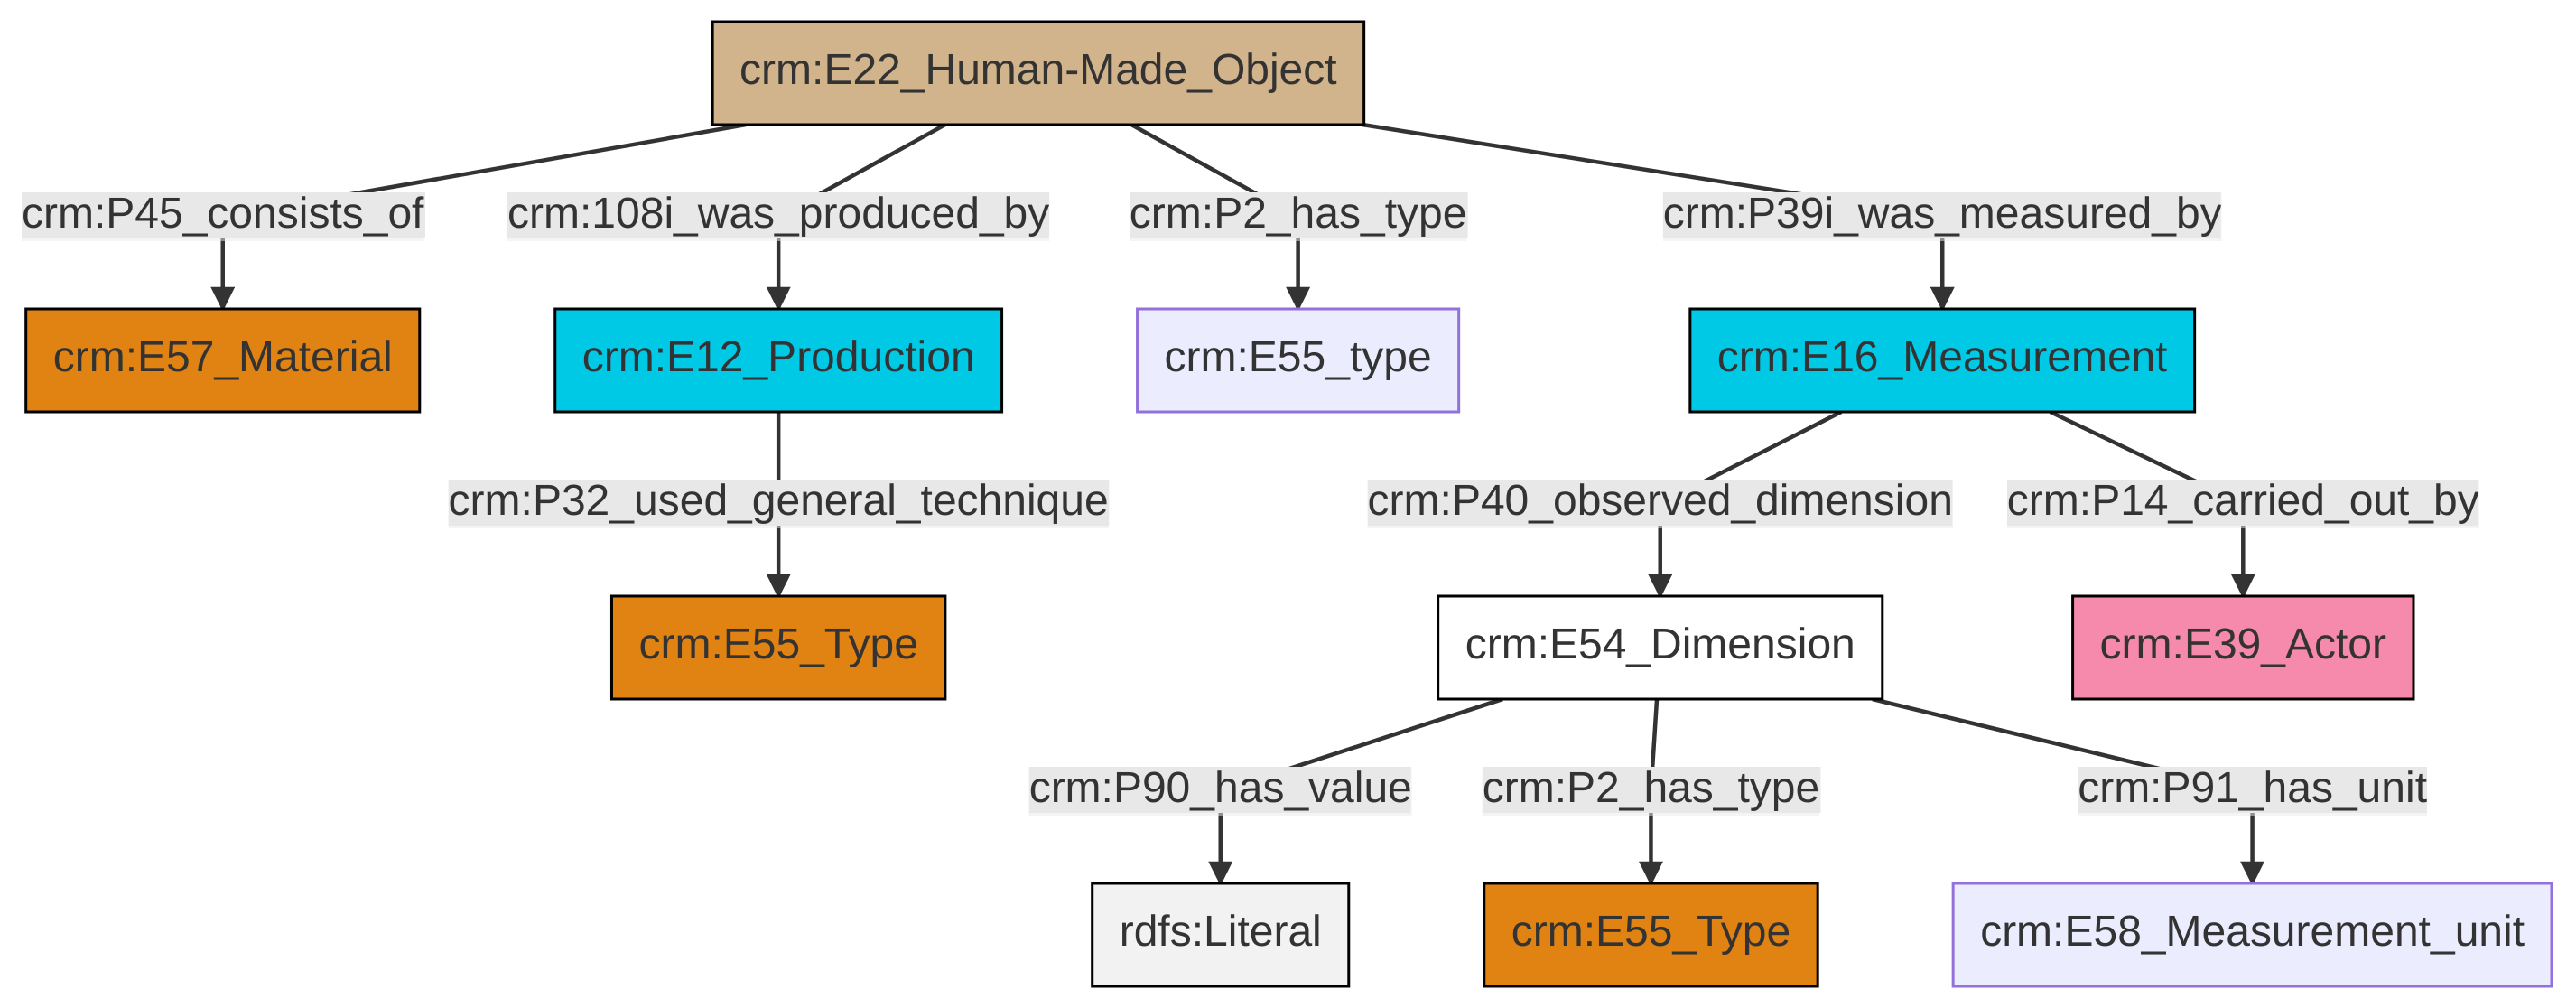 crm:E22_Human-Made_Object
crm:P45_consists_of
crm:108i_was_produced_by
crm:P2_has_type
crm:P39i_was_measured_by
crm:E57_Material
crm:E12_Production
crm:E55_type
crm:E16_Measurement
crm:P32_used_general_technique
crm:P40_observed_dimension
crm:P14_carried_out_by
crm:E55_Type
crm:E54_Dimension
crm:E39_Actor
crm:P90_has_value
crm:P2_has_type
crm:P91_has_unit
rdfs:Literal
crm:E55_Type
crm:E58_Measurement_unit